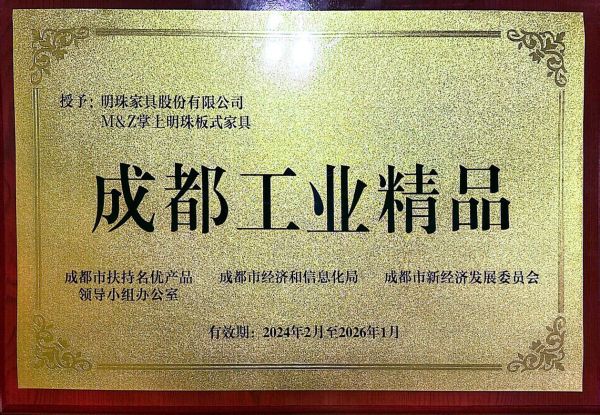 授予：明珠家具股份有限公司
M&Z掌上明珠板式家具
成都工业精品
成都市扶持名优产品 成都市经济和信息化局 成都市新经济发展委员会
领导小组办公室
有效期：2024年2月至2026年1月